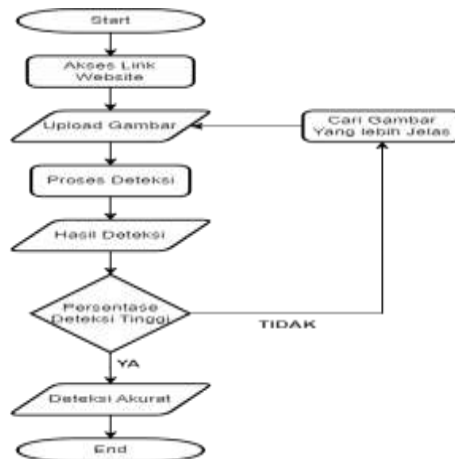 Start
Akses Link
Website
Upload Gambar
Cari Gambar
Yang lebih Jelas
Proses Deteksi
Hasil Deteksi
Persentase
Deteksi Tinggi
TIDAK
YA
Deteksi Akurat
End